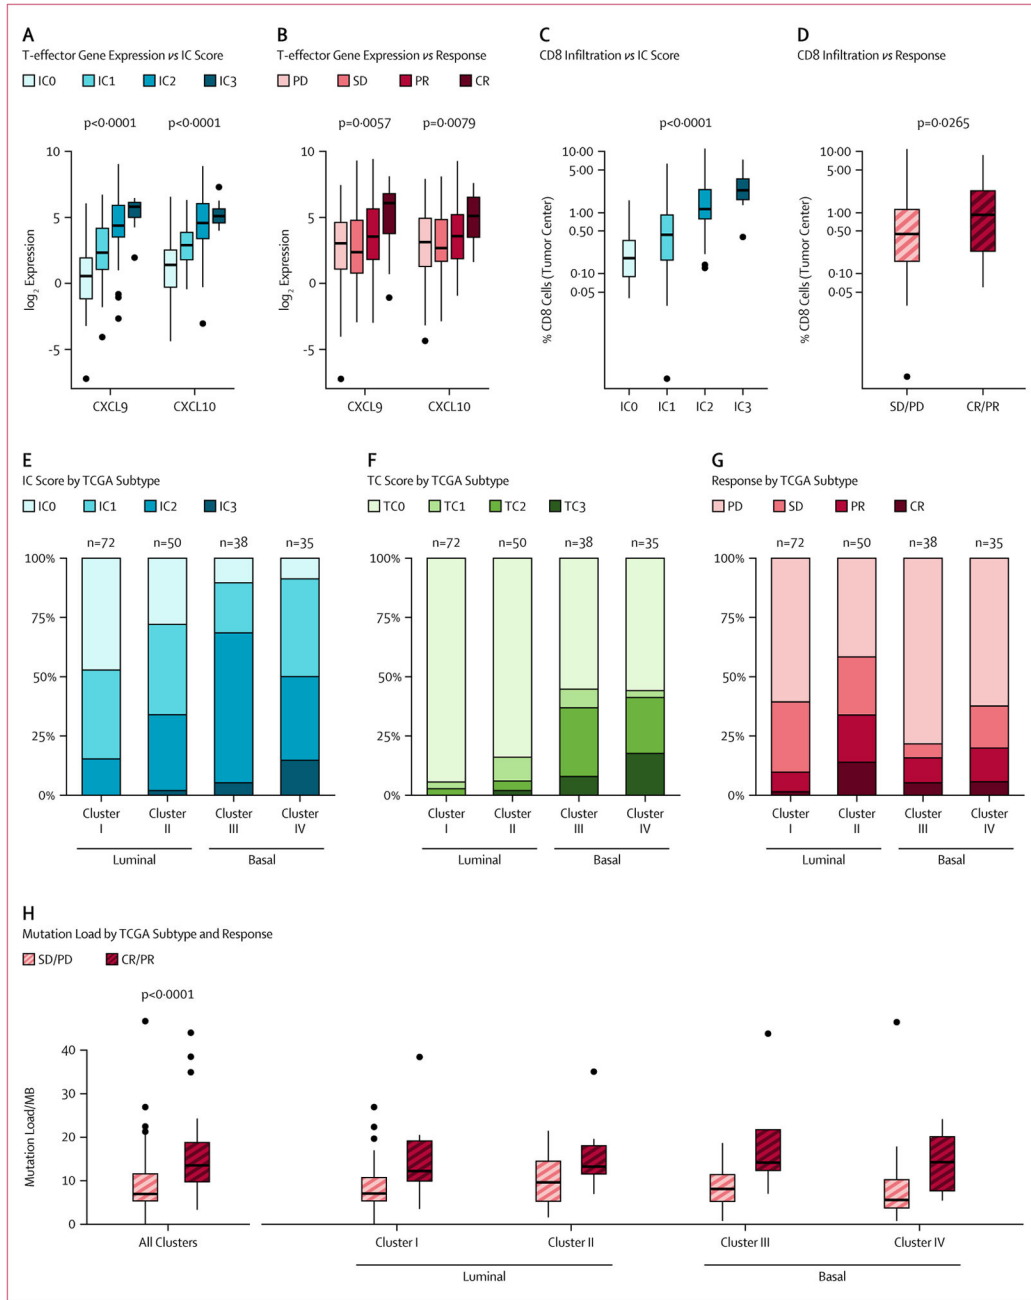 A
T-effector Gene Expression vs IC Score
IC0 IC1 IC2 IC3
p<0·0001 p<0·0001
10
5
0
-5
log2 Expression
CXCL9 CXCL10
B
T-effector Gene Expression vs Response
PD SD PR CR
p=0·0057 p=0·0079
10
5
0
-5
log2 Expression
CXCL9 CXCL10
C
CD8 Infiltration vs IC Score
p<0·0001
10·00
5·00
1·00
0·50
0·10
0·05
% CD8 Cells (Tumor Center)
IC0 IC1 IC2 IC3
D
CD8 Infiltration vs Response
p=0·0265
10·00
5·00
1·00
0·50
0·10
0·05
% CD8 Cells (Tumor Center)
SD/PD CR/PR
E
IC Score by TCGA Subtype
IC0 IC1 IC2 IC3
n=72 n=50 n=38 n=35
100%
75%
50%
25%
0%
Cluster Cluster Cluster Cluster
I II III IV
Luminal Basal
F
TC Score by TCGA Subtype
TC0 TC1 TC2 TC3
n=72 n=50 n=38 n=35
100%
75%
50%
25%
0%
Cluster Cluster Cluster Cluster
I II III IV
Luminal Basal
G
Response by TCGA Subtype
PD SD PR CR
n=72 n=50 n=38 n=35
100%
75%
50%
25%
0%
Cluster Cluster Cluster Cluster
I II III IV
Luminal Basal
H
Mutation Load by TCGA Subtype and Response
SD/PD CR/PR
p<0·0001
40
30
20
10
0
Mutation Load/MB
All Clusters Cluster I Cluster II Cluster III Cluster IV
Luminal Basal